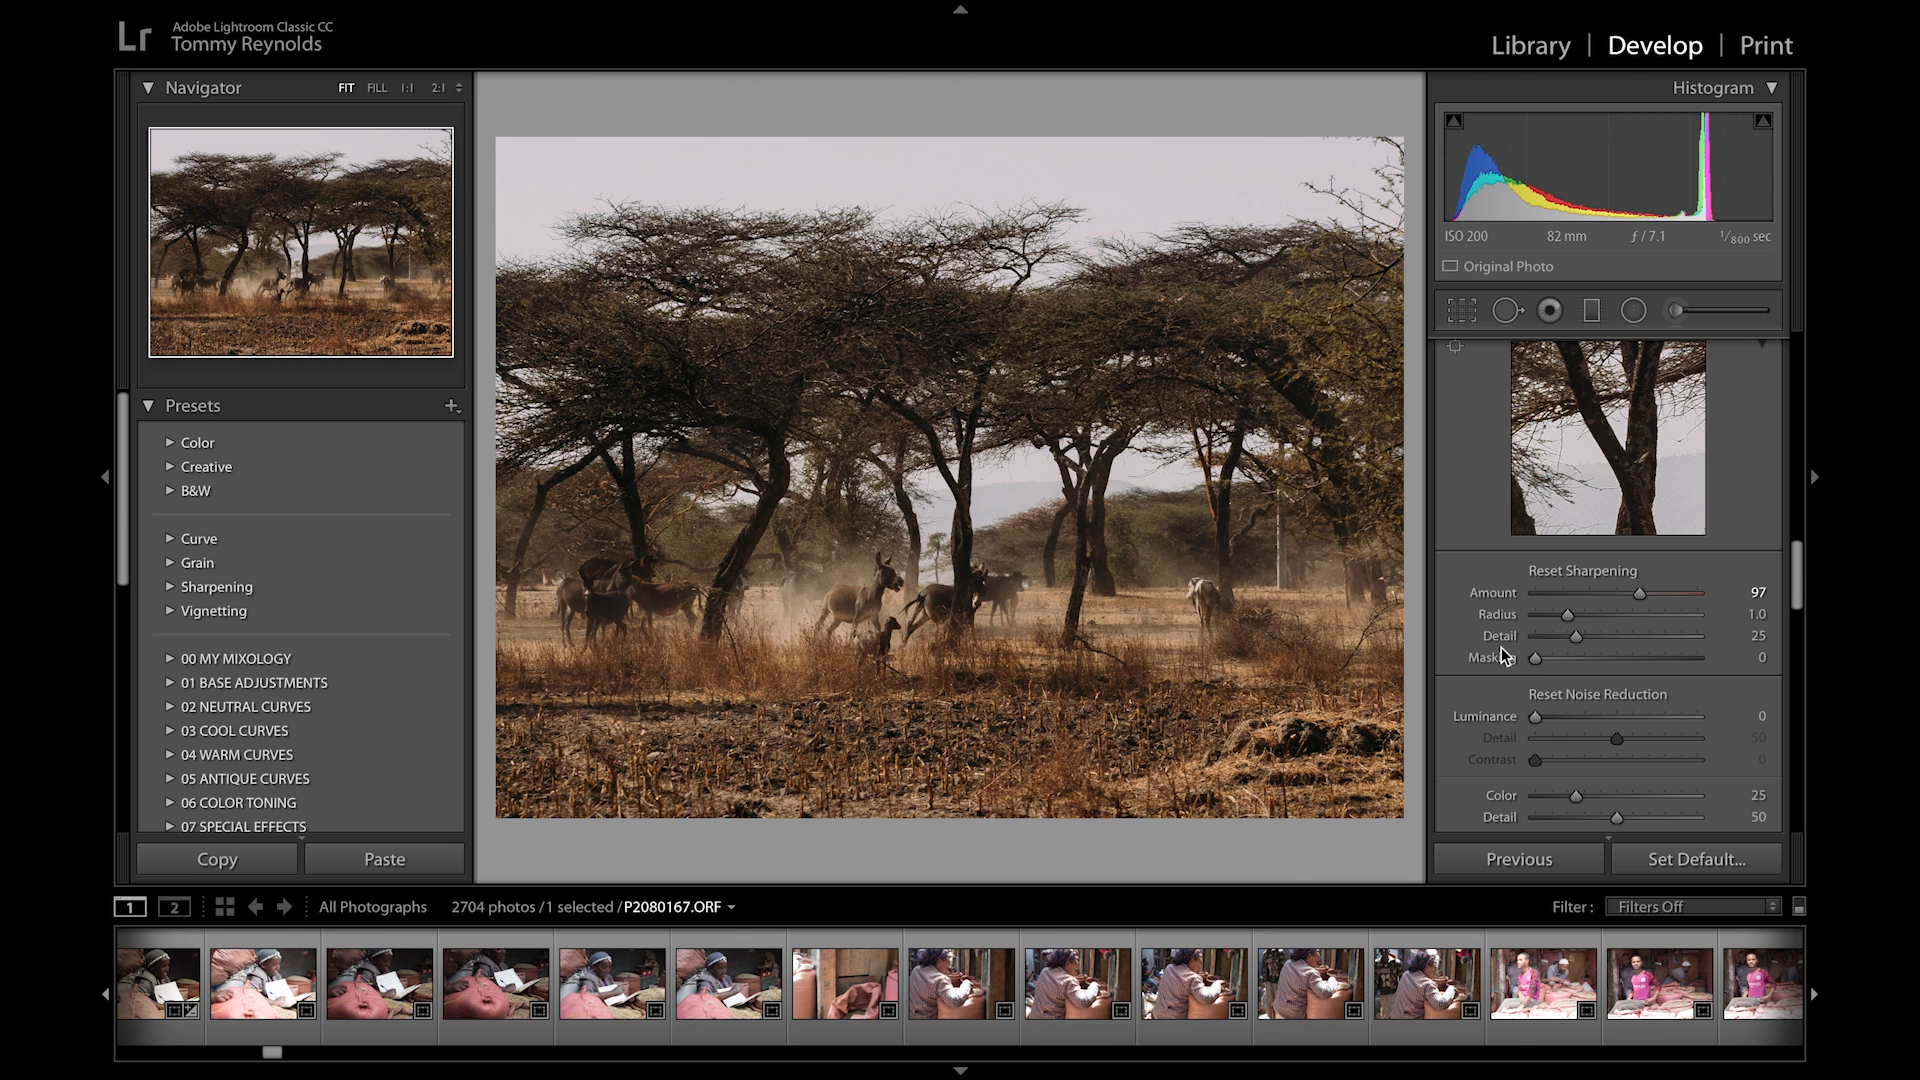 Lr
Adobe Lightroom Classic CC
Tommy Reynolds
Library | Develop | Print
Navigator FIT FILL 1:1 2:1
Presets
Color
Creative
B&W
Curve
Grain
Sharpening
Vignetting
00 MY MIXOLOGY
01 BASE ADJUSTMENTS
02 NEUTRAL CURVES
03 COOL CURVES
04 WARM CURVES
05 ANTIQUE CURVES
06 COLOR TONING
07 SPECIAL EFFECTS
Copy Paste
Histogram
ISO 200 82 mm ƒ / 7.1 1/800 sec
Original Photo
Reset Sharpening
Amount 97
Radius 1.0
Detail 25
0
Reset Noise Reduction
Luminance 0
Detail 50
Contrast 0
Color 25
Detail 50
Previous Set Default...
1 2 All Photographs 2704 photos / 1 selected / P2080167.ORF Filter : Filters Off